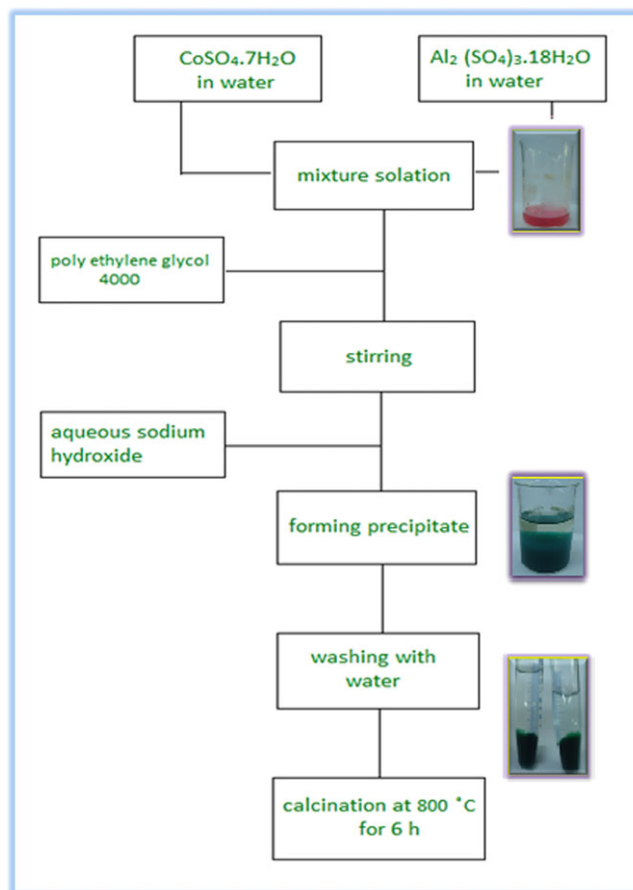 CoSO₄.7H₂O
in water
Al₂ (SO₄)₃.18H₂O
in water
mixture solation
poly ethylene glycol
4000
stirring
aqueous sodium
hydroxide
forming precipitate
washing with
water
calcination at 800 ˚C
for 6 h